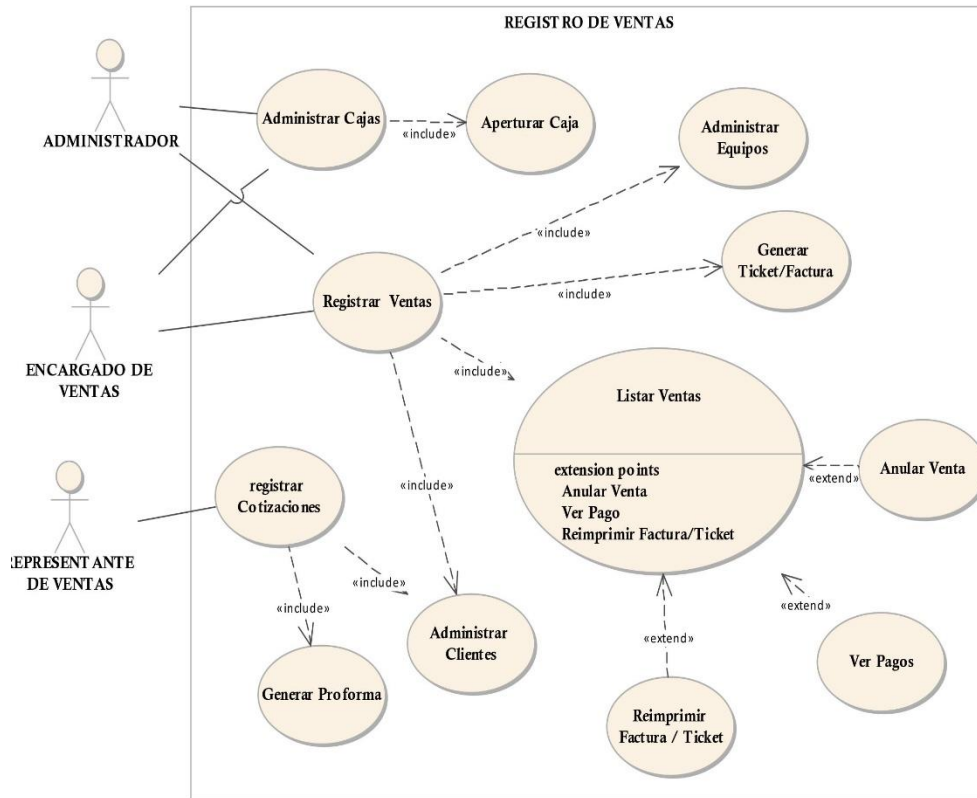 REGISTRO DE VENTAS
ADMINISTRADOR
Administrar Cajas
«include»
Aperturar Caja
Administrar
Equipos
«include»
Generar
Ticket/Factura
«include»
Registrar Ventas
ENCARGADO DE
VENTAS
«include»
Listar Ventas
extension points
Anular Venta
Ver Pago
Reimprimir Factura/Ticket
«extend»
Anular Venta
registrar
Cotizaciones
«include»
EPRESENTANTE
DE VENTAS
«include»
«include»
Administrar
Clientes
Generar Proforma
«extend»
«extend»
Ver Pagos
Reimprimir
Factura / Ticket